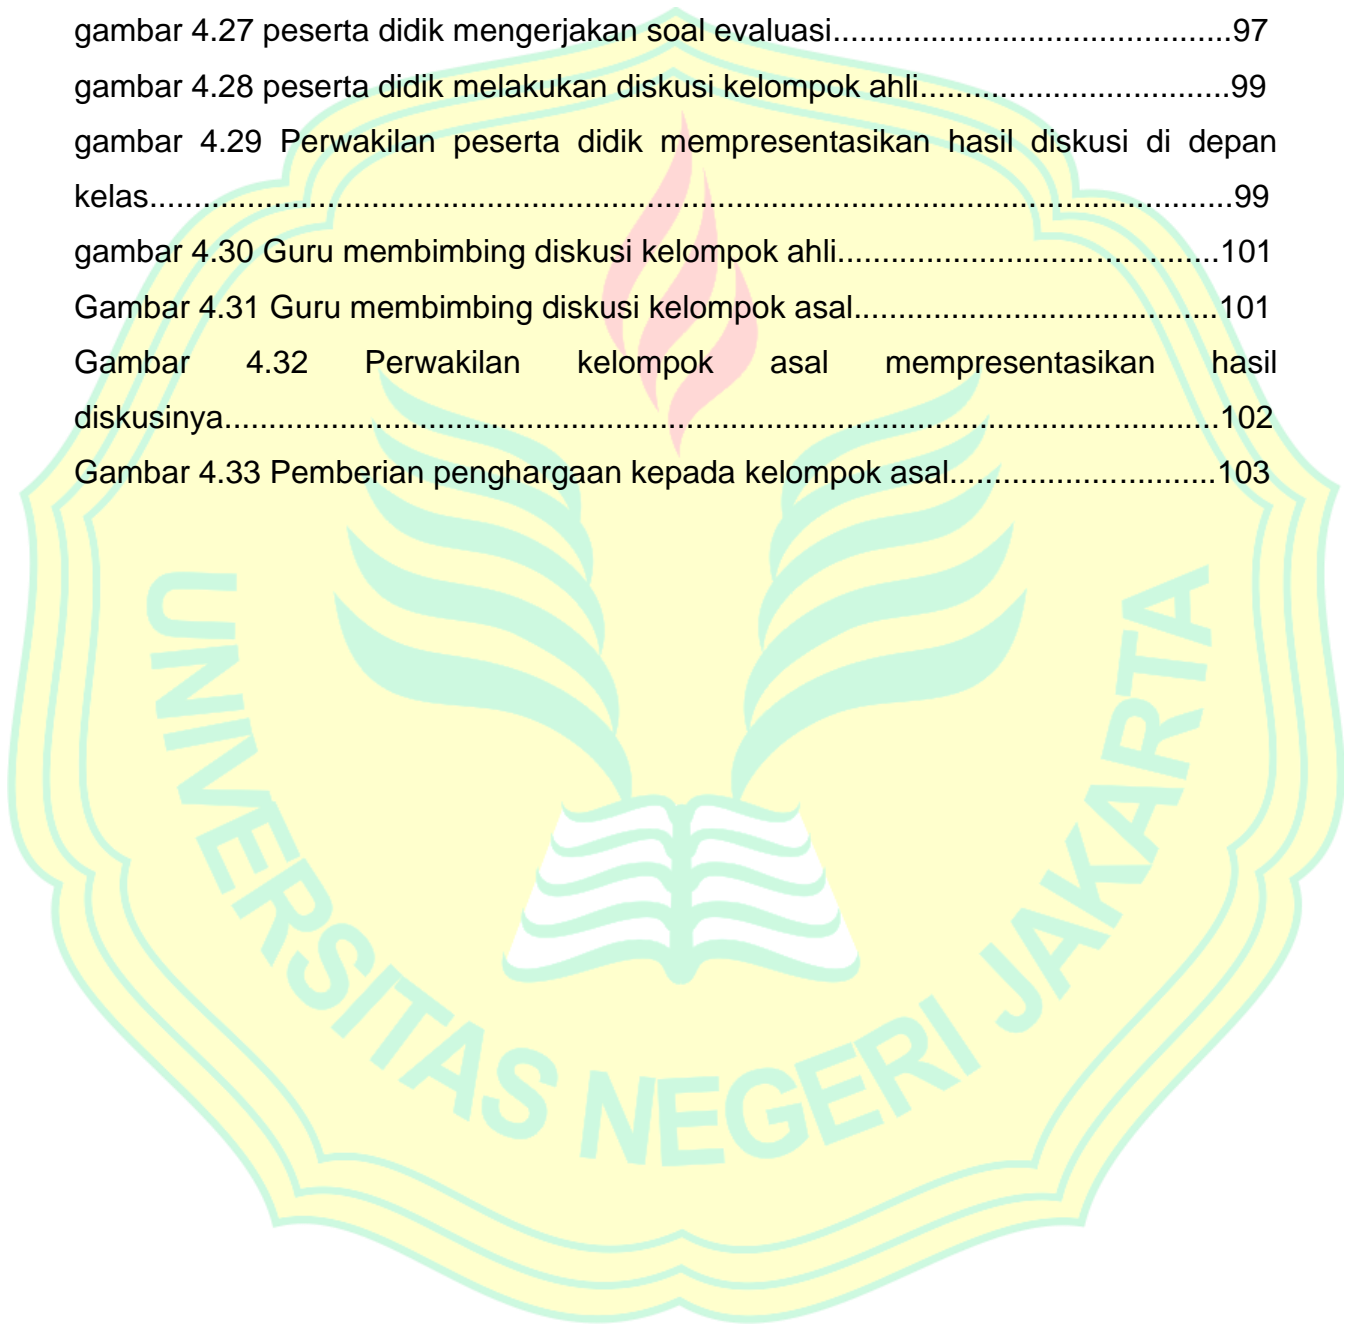 gambar 4.27 peserta didik mengerjakan soal evaluasi.............................................97
gambar 4.28 peserta didik melakukan diskusi kelompok ahli...................................99
gambar 4.29 Perwakilan peserta didik mempresentasikan hasil diskusi di depan
kelas............................................................................................................................99
gambar 4.30 Guru membimbing diskusi kelompok ahli...........................................101
Gambar 4.31 Guru membimbing diskusi kelompok asal.........................................101
Gambar 4.32 Perwakilan kelompok asal mempresentasikan hasil
diskusinya.................................................................................................................102
Gambar 4.33 Pemberian penghargaan kepada kelompok asal..............................103
UNIVERSITAS NEGERI JAKARTA